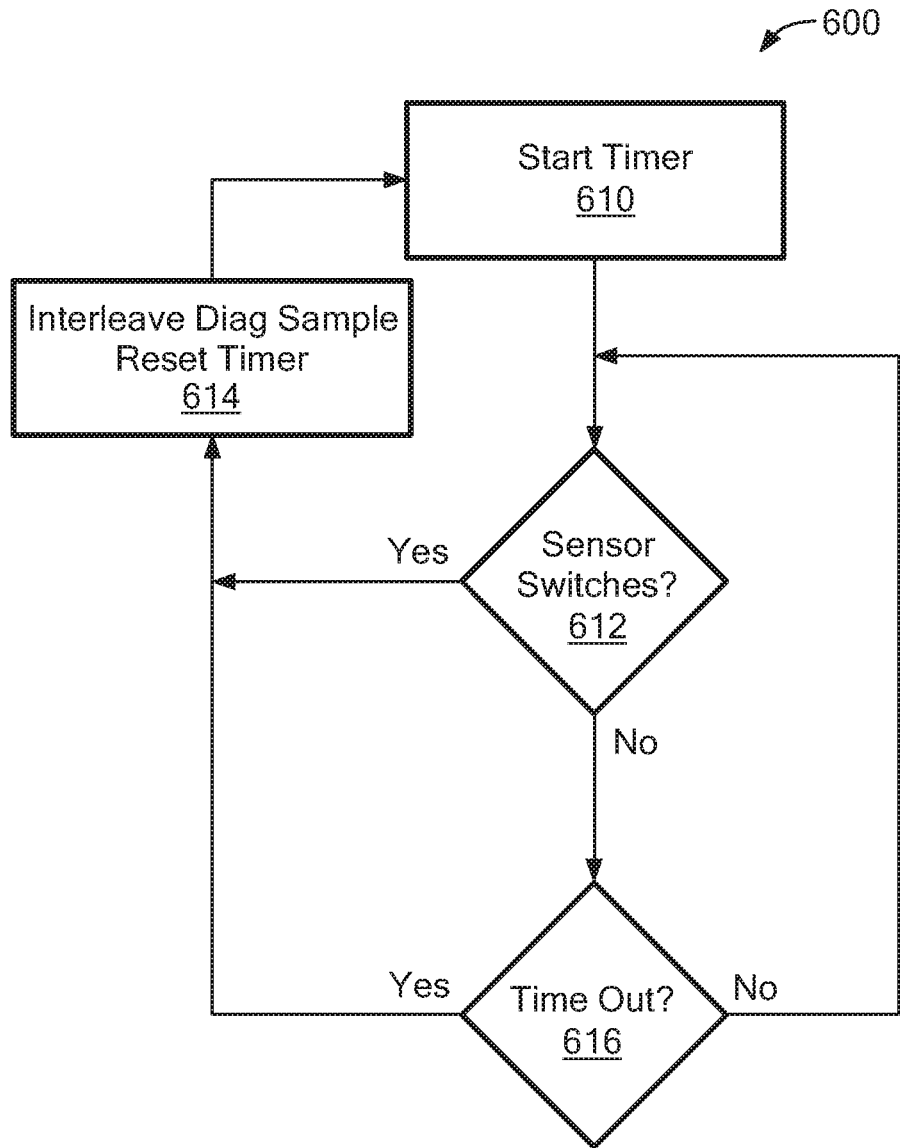 600
Start Timer
610
Interleave Diag Sample
Reset Timer
614
Yes
Sensor
Switches?
612
No
Yes
Time Out?
616
No